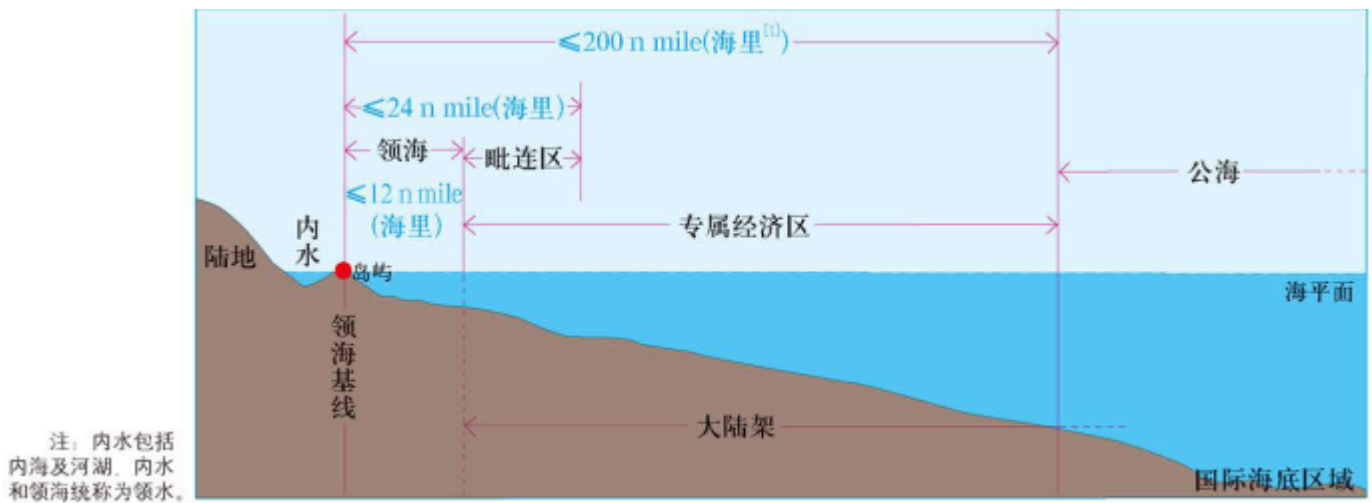 ≤200 n mile(海里[1])
≤24 n mile(海里)
领海
毗连区
公海
≤12 n mile
(海里)
专属经济区
内水
陆地
岛屿
海平面
领海基线
大陆架
国际海底区域
注：内水包括
内海及河湖，内水
和领海统称为领水。